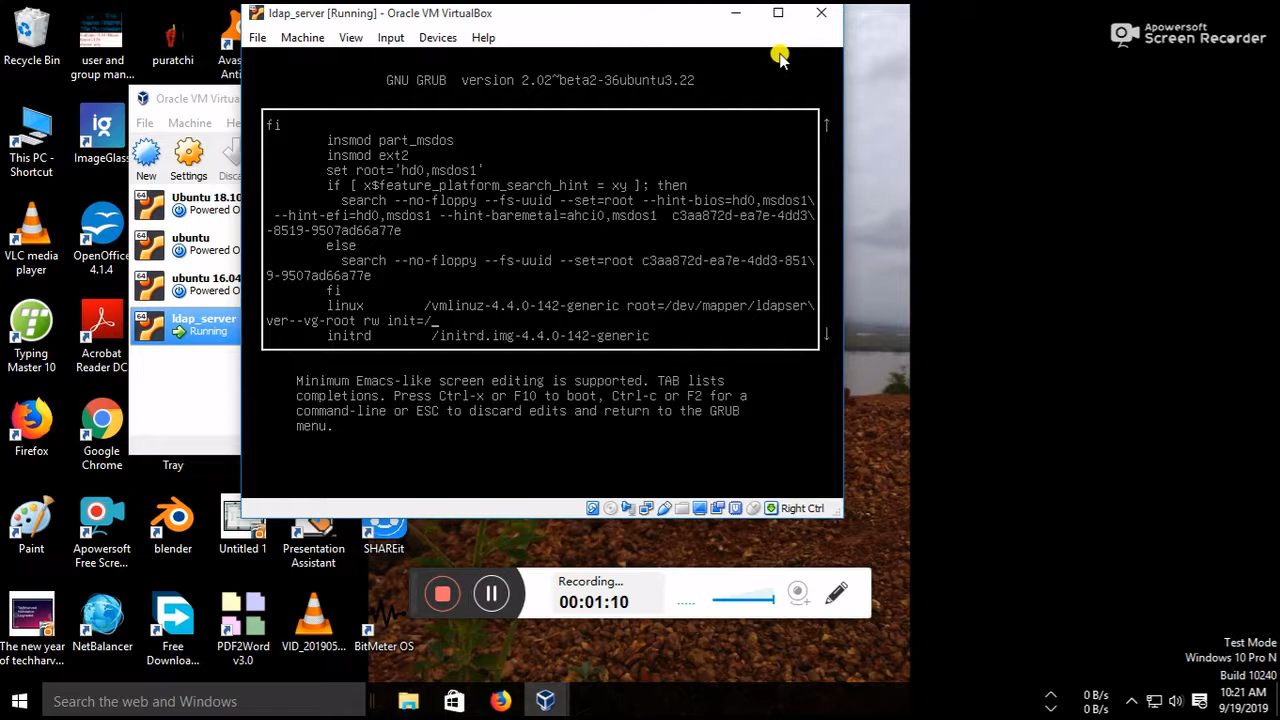 ldap_server [Running] - Oracle VM VirtualBox
File Machine View Input Devices Help
GNU GRUB version 2.02~beta2-36ubuntu3.22
fi
insmod part_msdos
insmod ext2
set root='hd0,msdos1'
if [ x$feature_platform_search_hint = xy ]; then
search --no-floppy --fs-uuid --set=root --hint-bios=hd0,msdos1\
--hint-efi=hd0,msdos1 --hint-baremetal=ahci0,msdos1 c3aa872d-ea7e-4dd3\
-8519-9507ad66a77e
else
search --no-floppy --fs-uuid --set=root c3aa872d-ea7e-4dd3-851\
9-9507ad66a77e
fi
linux /vmlinuz-4.4.0-142-generic root=/dev/mapper/ldapser\
ver--vg-root rw init=/_
initrd /initrd.img-4.4.0-142-generic
Minimum Emacs-like screen editing is supported. TAB lists
completions. Press Ctrl-x or F10 to boot, Ctrl-c or F2 for a
command-line or ESC to discard edits and return to the GRUB
menu.
Right Ctrl
Apowersoft
Screen Recorder
Oracle VM Virtual
File Machine He
New Settings Disca
Ubuntu 18.10
Powered O
ubuntu
Powered O
ubuntu 16.04
Powered O
ldap_server
Running
Recycle Bin
user and
group man...
puratchi
Avas
Anti
This PC -
Shortcut
ImageGlass
VLC media
player
OpenOffice
4.1.4
Typing
Master 10
Acrobat
Reader DC
Firefox
Google
Chrome
Tray
Paint
Apowersoft
Free Scre...
blender
Untitled 1
Presentation
Assistant
SHAREit
The new year
of techharv...
NetBalancer
Free
Downloa...
PDF2Word
v3.0
VID_201905...
BitMeter OS
Recording...
00:01:10
Test Mode
Windows 10 Pro N
Build 10240
Search the web and Windows
0 B/s
0 B/s
10:21 AM
9/19/2019